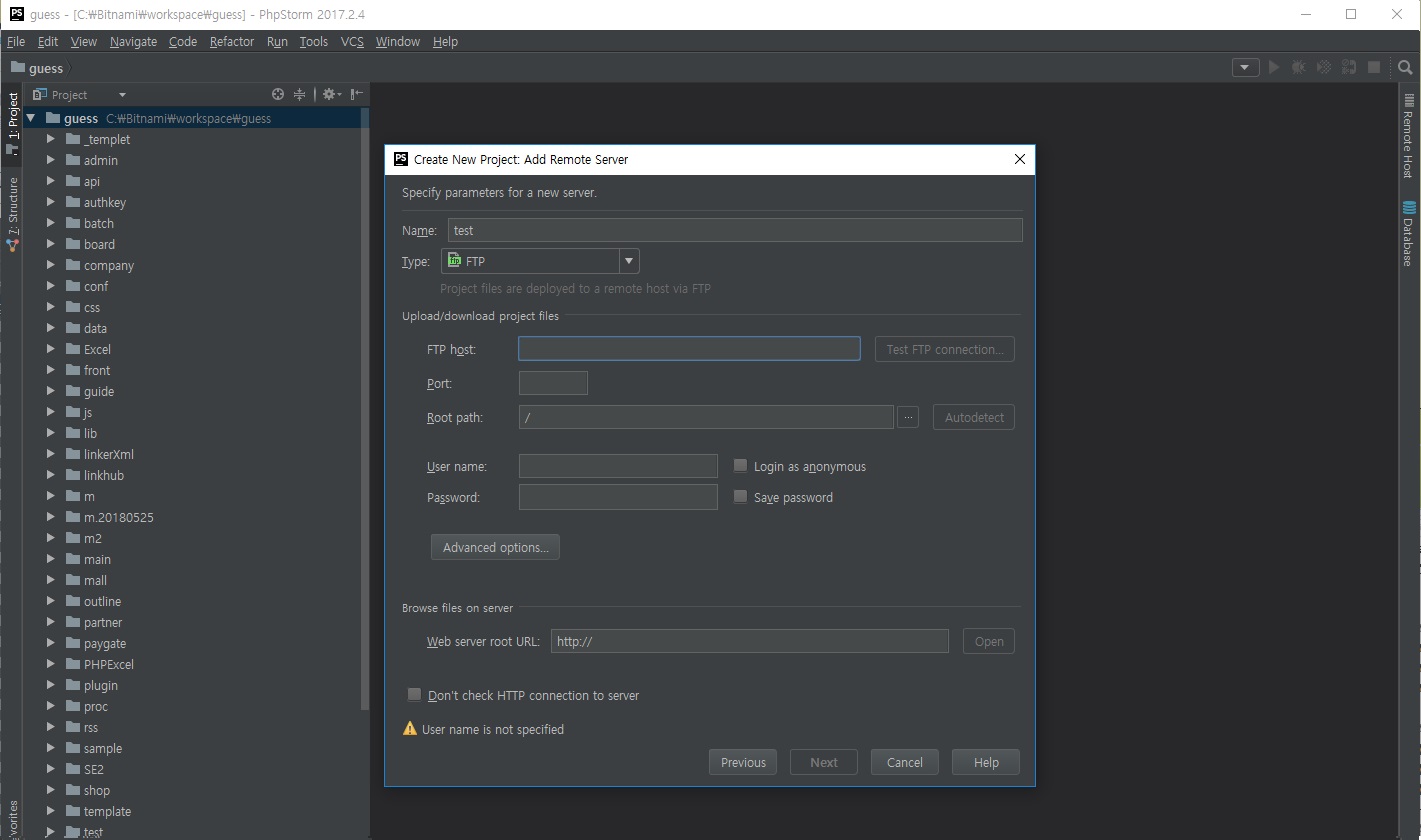 PS guess - [C:₩Bitnami₩workspace₩guess] - PhpStorm 2017.2.4
File Edit View Navigate Code Refactor Run Tools VCS Window Help
guess
1: Project
7: Structure
vorites
Project
guess C:₩Bitnami₩workspace₩guess
_templet
admin
api
authkey
batch
board
company
conf
css
data
Excel
front
guide
js
lib
linkerXml
linkhub
m
m.20180525
m2
main
mall
outline
partner
paygate
PHPExcel
plugin
proc
rss
sample
SE2
shop
template
test
PS Create New Project: Add Remote Server
Specify parameters for a new server.
Name: test
Type: FTP
Project files are deployed to a remote host via FTP
Upload/download project files
FTP host: Test FTP connection...
Port:
Root path: / ... Autodetect
User name: Login as anonymous
Password: Save password
Advanced options...
Browse files on server
Web server root URL: http:// Open
Don't check HTTP connection to server
User name is not specified
Previous Next Cancel Help
Remote Host
Database